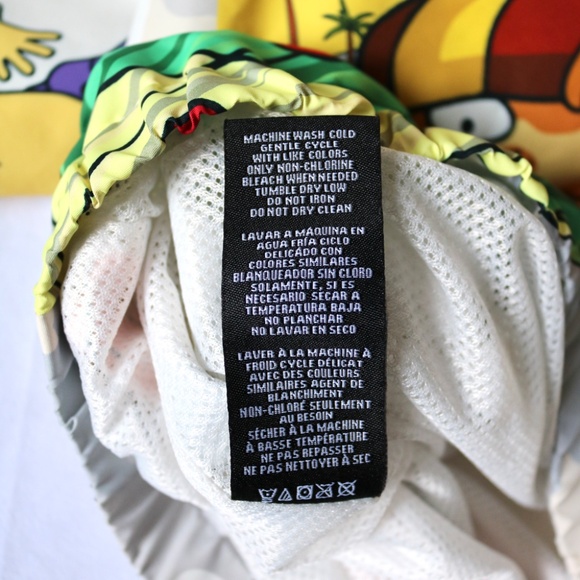 MACHINE WASH COLD
GENTLE CYCLE
WITH LIKE COLORS
ONLY NON-CHLORINE
BLEACH WHEN NEEDED
TUMBLE DRY LOW
DO NOT IRON
DO NOT DRY CLEAN
LAVAR A MÁQUINA EN
AGUA FRÍA CICLO
DELICADO CON
COLORES SIMILARES
BLANQUEADOR SIN CLORO
SOLAMENTE, SI ES
NECESARIO SECAR A
TEMPERATURA BAJA
NO PLANCHAR
NO LAVAR EN SECO
LAVER À LA MACHINE À
FROID CYCLE DÉLICAT
AVEC DES COULEURS
SIMILAIRES AGENT DE
BLANCHIMENT
NON-CHLORÉ SEULEMENT
AU BESOIN
SÉCHER À LA MACHINE
À BASSE TEMPÉRATURE
NE PAS REPASSER
NE PAS NETTOYER À SEC